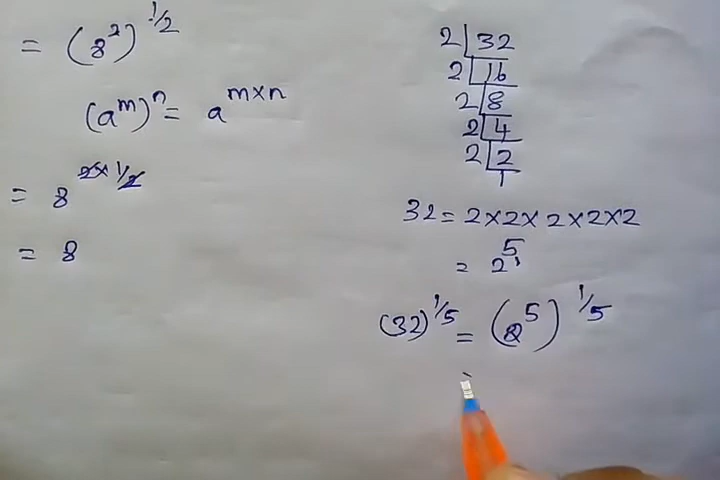 = (8²)^1/2
(a^m)^n = a^m×n
= 8^2×1/2
= 8
2 | 32
2 | 16
2 | 8
2 | 4
2 | 2
1
32 = 2×2×2×2×2
= 2^5
(32)^1/5 = (2^5)^1/5